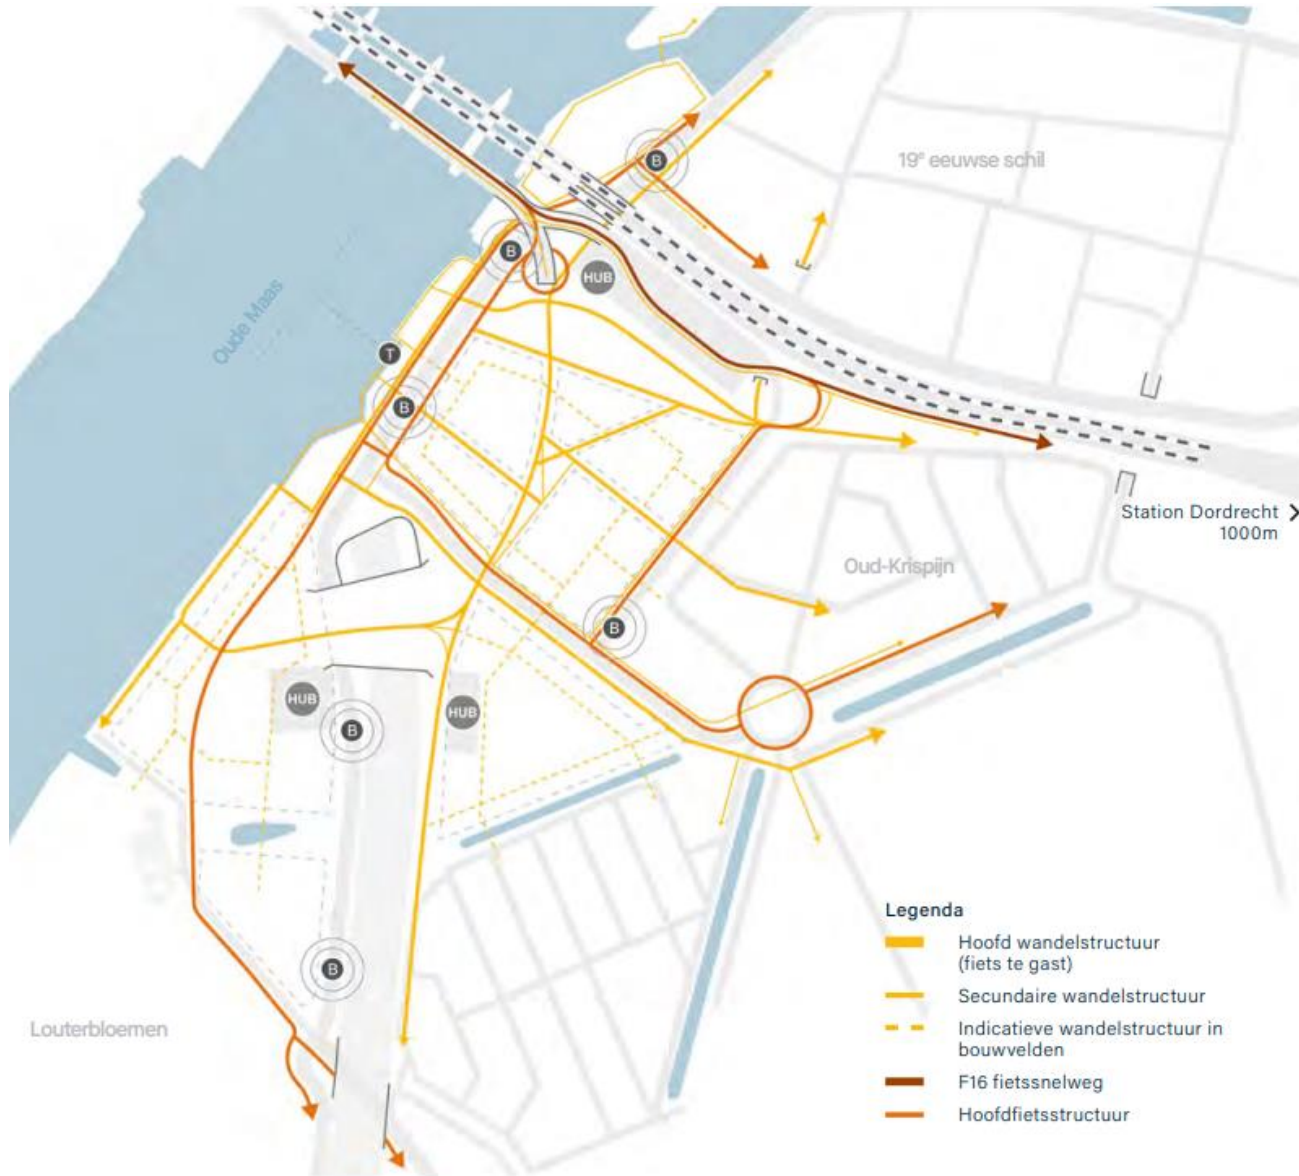 B
19e eeuwse schil
B
HUB
Oude Maas
T
B
Station Dordrecht
1000m
Oud-Krispijn
B
HUB
HUB
B
Legenda
Hoofd wandelstructuur
(fiets te gast)
Secundaire wandelstructuur
B
Indicatieve wandelstructuur in
bouwvelden
Louterbloemen
F16 fietssnelweg
Hoofdfietsstructuur